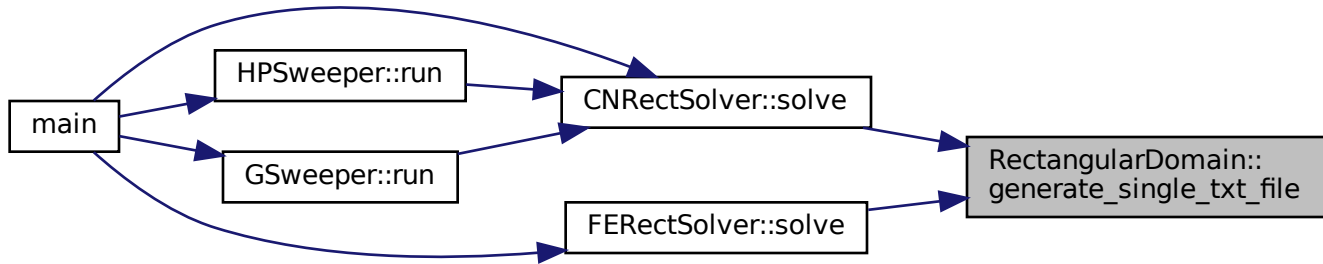 main
HPSweeper::run
GSweeper::run
CNRectSolver::solve
FERectSolver::solve
RectangularDomain::
generate_single_txt_file